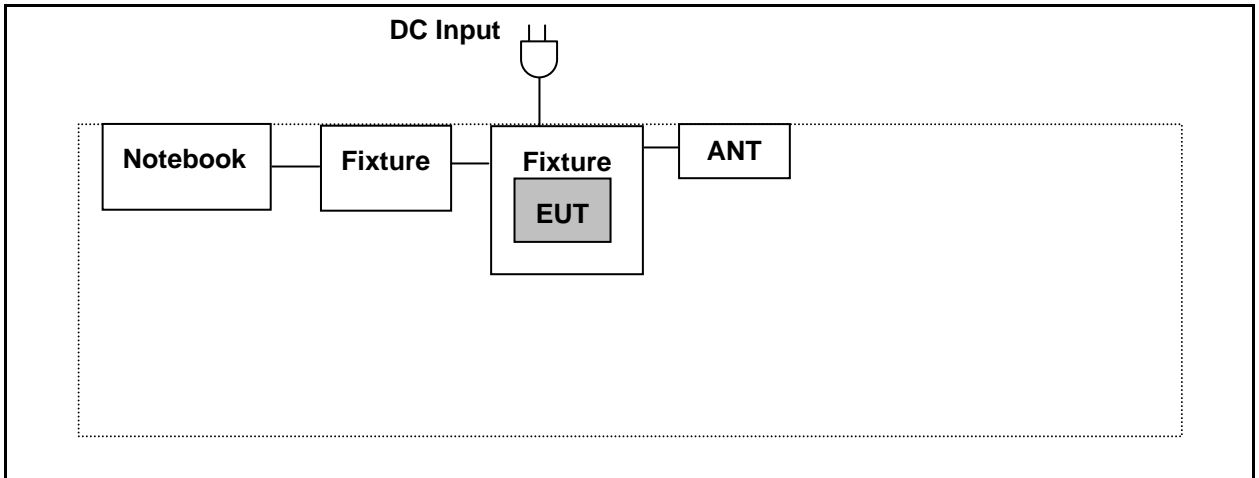 DC Input
Notebook
Fixture
Fixture
EUT
ANT